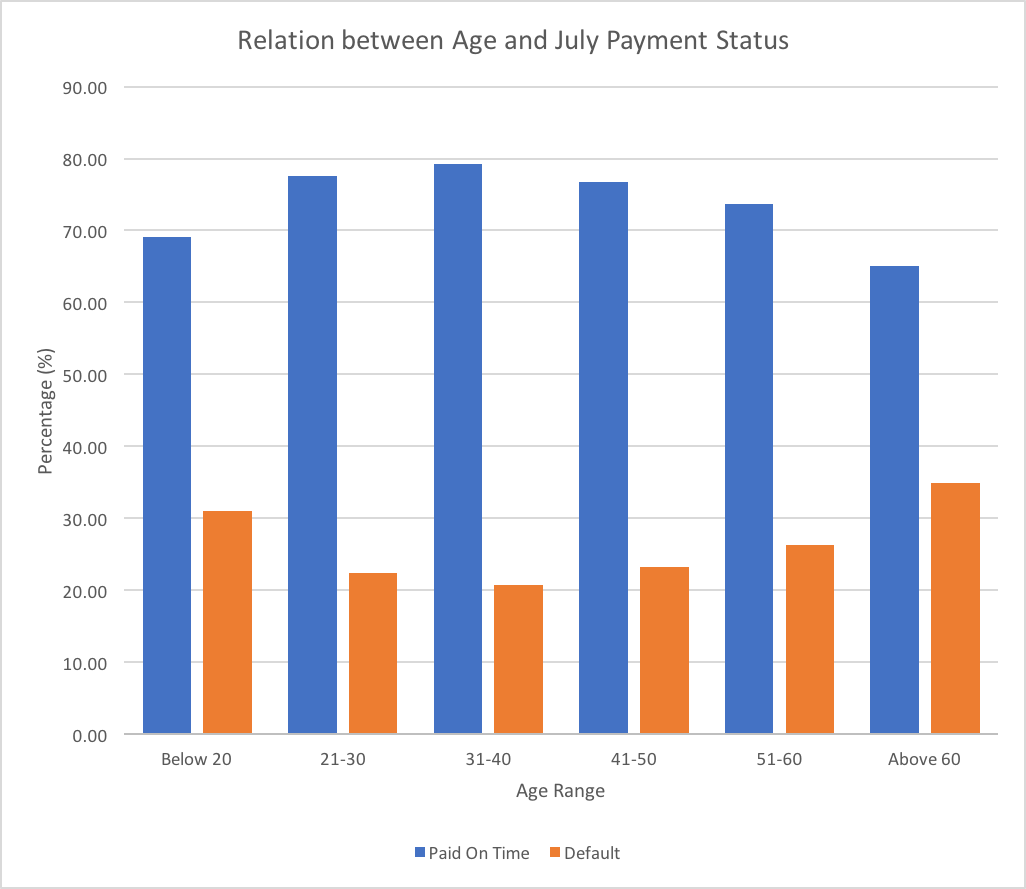 Relation between Age and July Payment Status
90.00
80.00
70.00
60.00
50.00
40.00
30.00
20.00
10.00
0.00
Percentage (%)
Below 20 21-30 31-40 41-50 51-60 Above 60
Age Range
Paid On Time Default